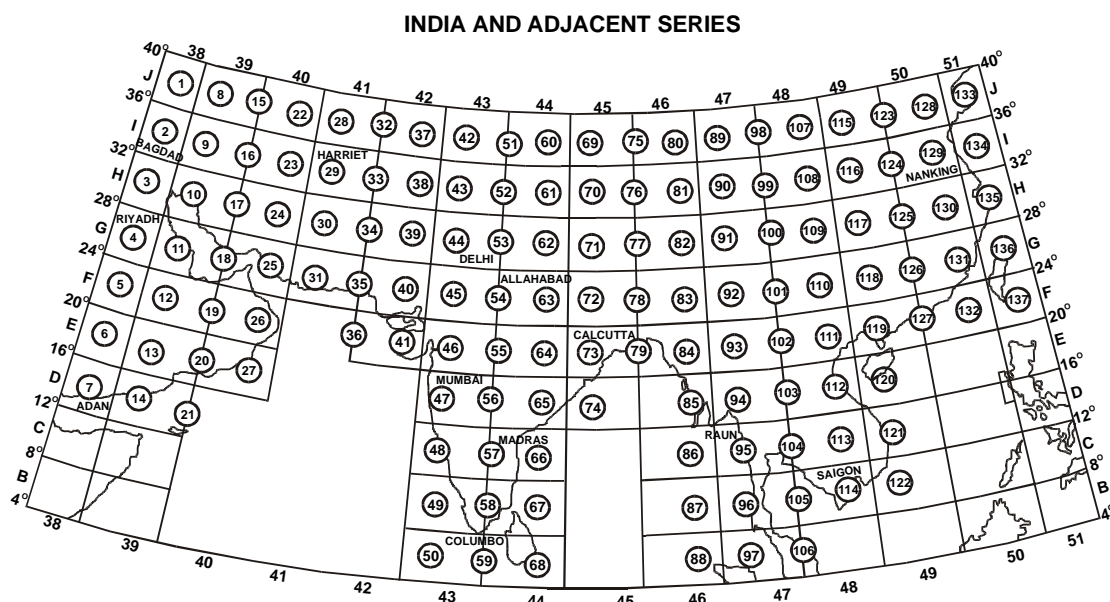 INDIA AND ADJACENT SERIES
40° 38 39 40 41 42 43 44 45 46 47 48 49 50 51 40°
J 1 8 15 22 28 32 37 42 51 60 69 75 80 89 98 107 115 123 128 133 J
36° 36°
I 2 9 16 23 29 33 38 43 52 61 70 76 81 90 99 108 116 124 129 134 I
BAGDAD HARRIET NANKING
32° 32°
H 3 10 17 24 30 34 39 44 53 62 71 77 82 91 100 109 117 125 130 135 H
28° 28°
RIYADH DELHI ALLAHABAD
G 4 11 18 25 31 35 40 45 54 63 72 78 83 92 101 110 118 126 131 136 G
24° 24°
F 5 12 19 26 36 41 46 55 64 73 79 84 93 102 111 119 127 132 137 F
CALCUTTA
20° 20°
E 6 13 20 27 47 56 65 74 85 94 103 112 120 E
MUMBAI
16° 16°
D 7 14 21 48 57 66 86 95 104 113 121 D
ADAN MADRAS RAUN SAIGON
12° 12°
C 49 58 67 87 96 105 114 122 C
8° 8°
COLUMBO
B 50 59 68 88 97 106 B
4° 4°
38 39 40 41 42 43 44 45 46 47 48 49 50 51